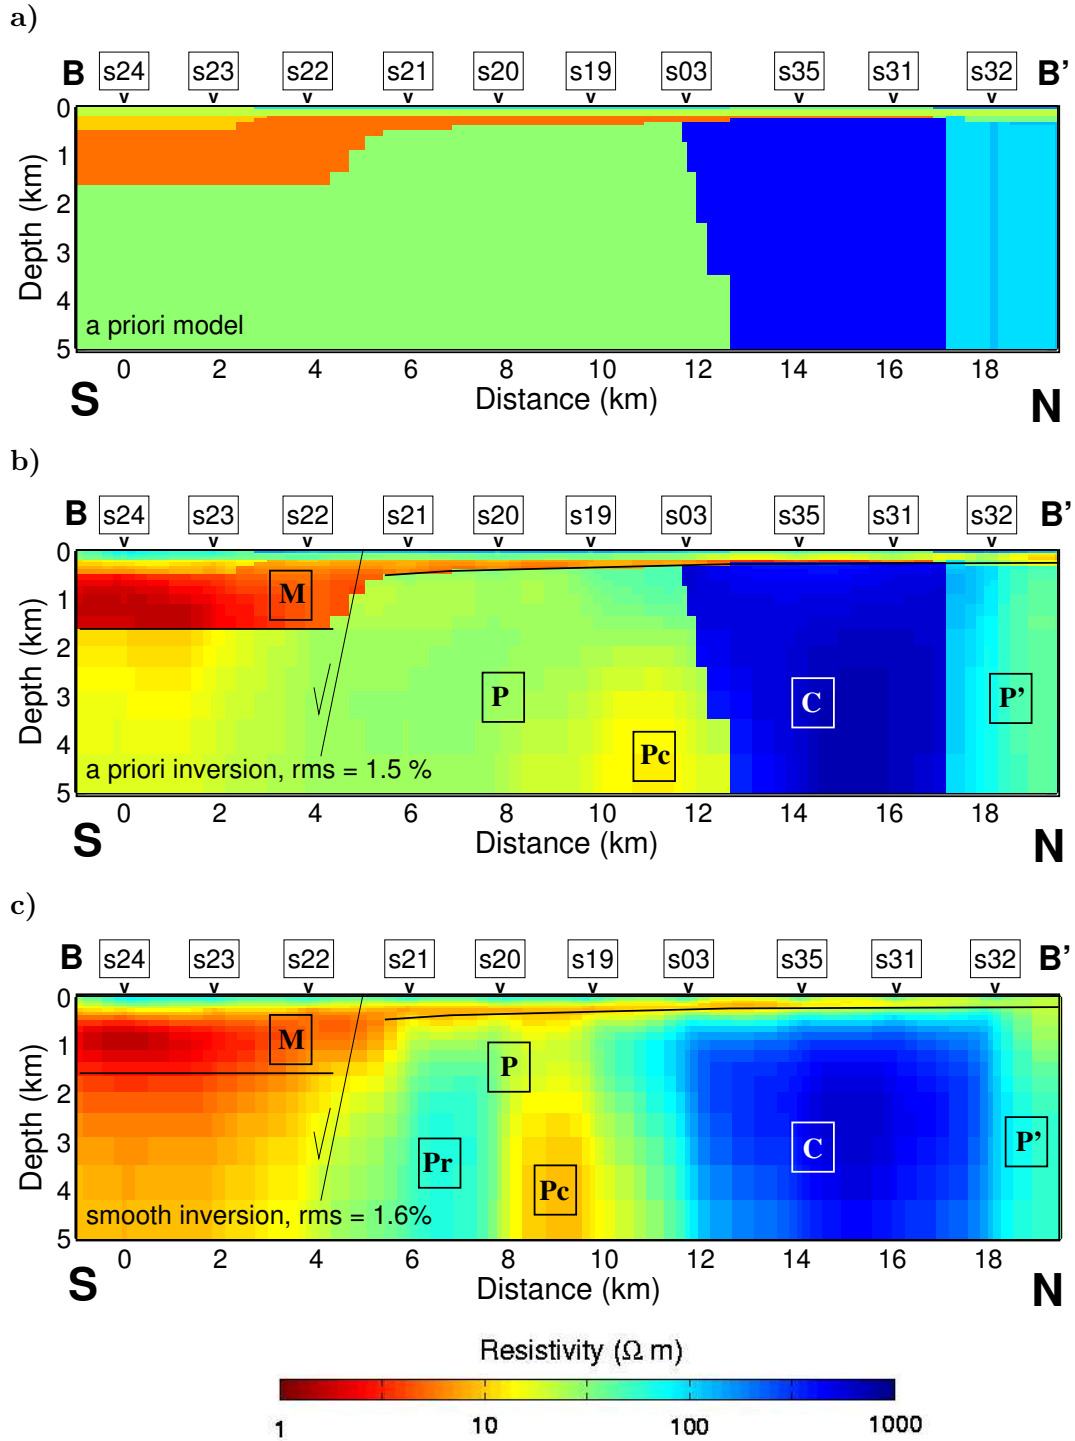 a)
B s24 s23 s22 s21 s20 s19 s03 s35 s31 s32 B'
0
1
2
3
4
5
Depth (km)
a priori model
0 2 4 6 8 10 12 14 16 18
S Distance (km) N
b)
B s24 s23 s22 s21 s20 s19 s03 s35 s31 s32 B'
0
1
2
3
4
5
Depth (km)
M
P
Pc
C
P'
a priori inversion, rms = 1.5 %
0 2 4 6 8 10 12 14 16 18
S Distance (km) N
c)
B s24 s23 s22 s21 s20 s19 s03 s35 s31 s32 B'
0
1
2
3
4
5
Depth (km)
M
P
Pr
Pc
C
P'
smooth inversion, rms = 1.6%
0 2 4 6 8 10 12 14 16 18
S Distance (km) N
Resistivity (Ω m)
1 10 100 1000